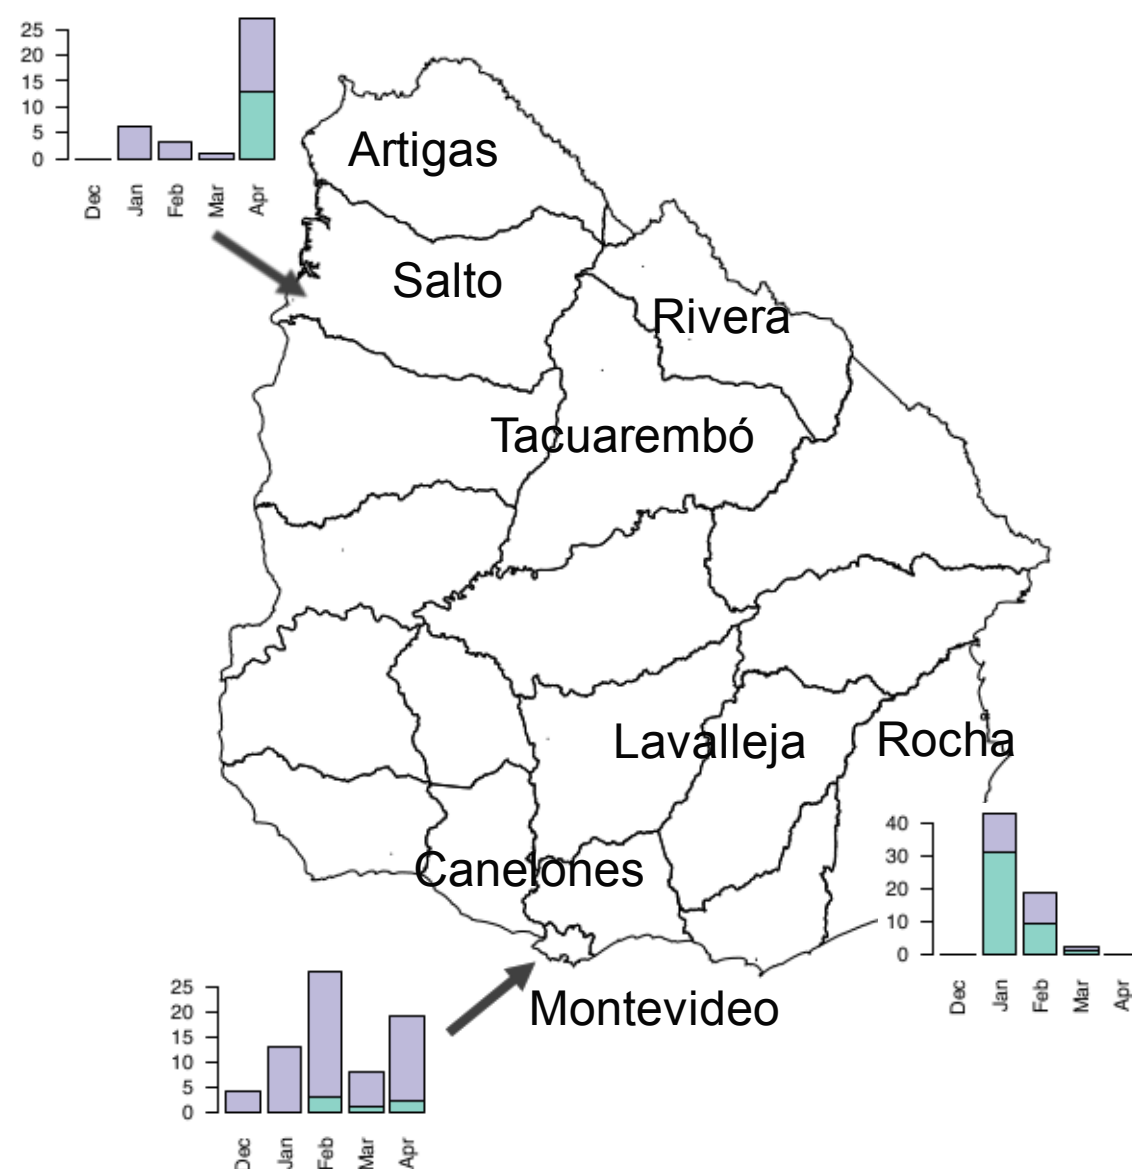 25
20
15
10
5
0
Dec
Jan
Feb
Mar
Apr
Artigas
Salto
Rivera
Tacuarembó
Lavalleja
Rocha
40
30
20
10
0
Dec
Jan
Feb
Mar
Apr
Canelones
25
20
15
10
5
0
Dec
Jan
Feb
Mar
Apr
Montevideo